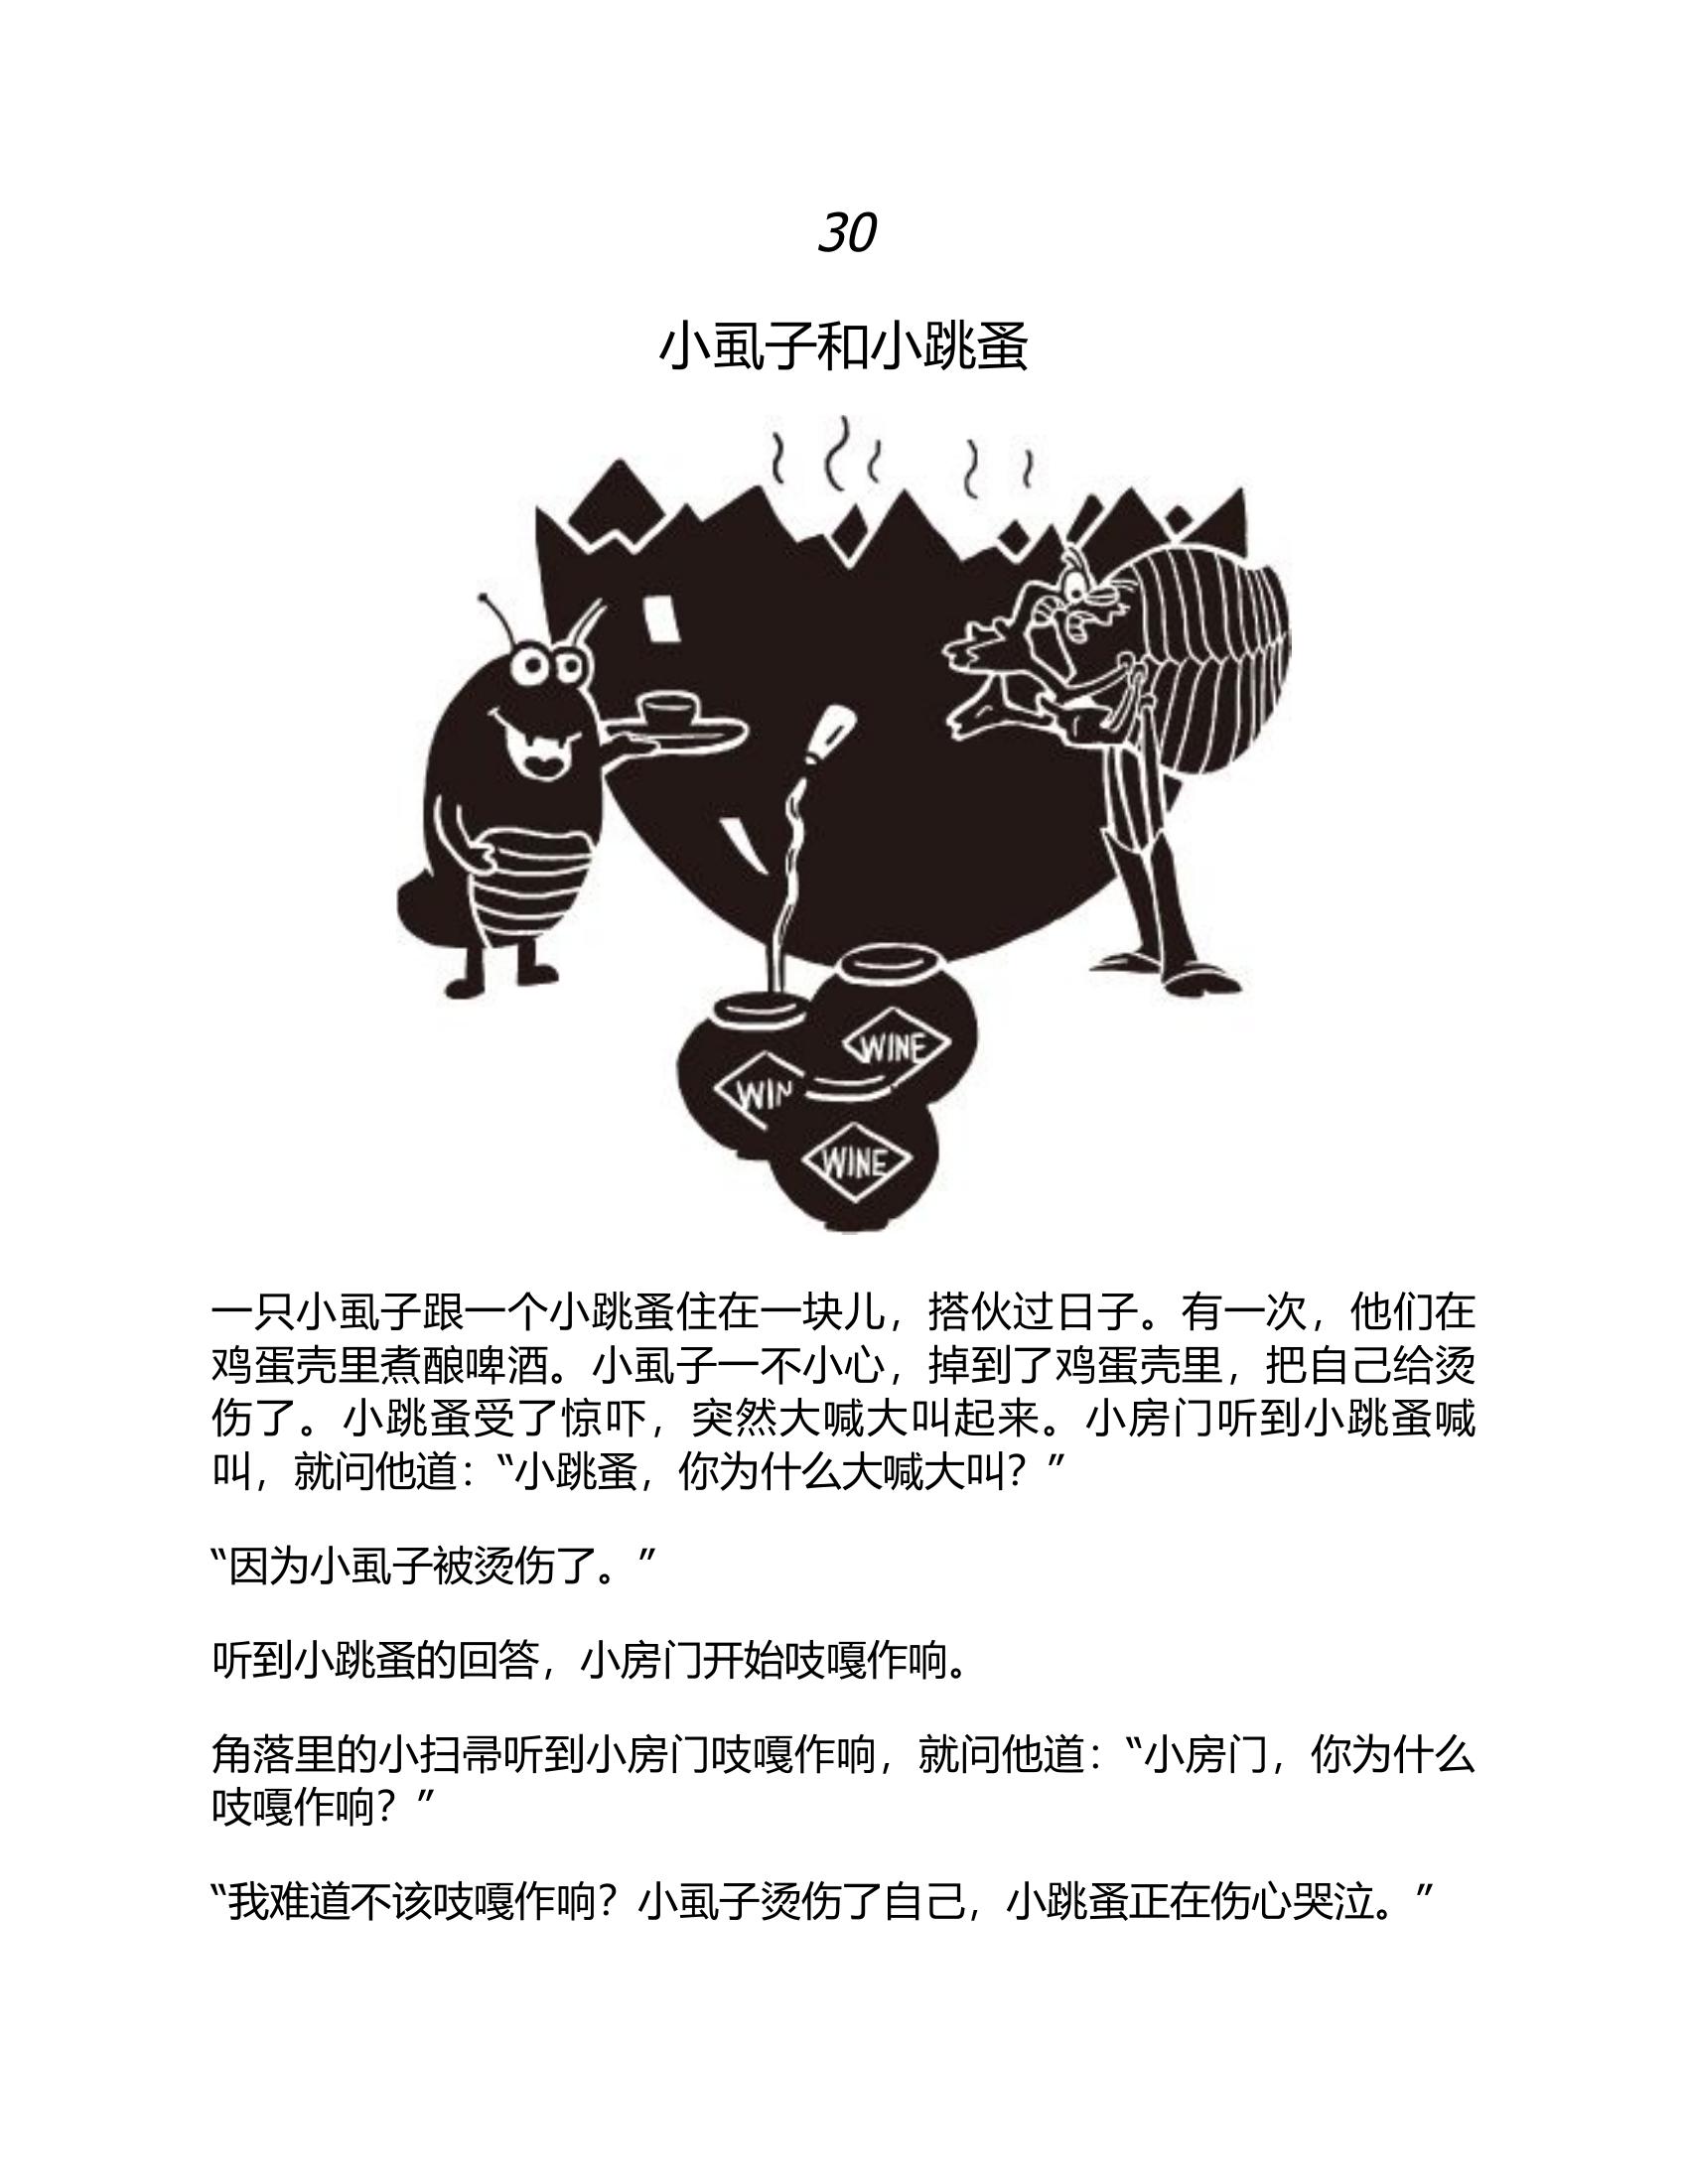 30
小虱子和小跳蚤
WINE
WIN
WINE
一只小虱子跟一个小跳蚤住在一块儿，搭伙过日子。有一次，他们在
鸡蛋壳里煮酿啤酒。小虱子一不小心，掉到了鸡蛋壳里，把自己给烫
伤了。小跳蚤受了惊吓，突然大喊大叫起来。小房门听到小跳蚤喊
叫，就问他道：“小跳蚤，你为什么大喊大叫？”
“因为小虱子被烫伤了。”
听到小跳蚤的回答，小房门开始吱嘎作响。
角落里的小扫帚听到小房门吱嘎作响，就问他道：“小房门，你为什么
吱嘎作响？”
“我难道不该吱嘎作响？小虱子烫伤了自己，小跳蚤正在伤心哭泣。”